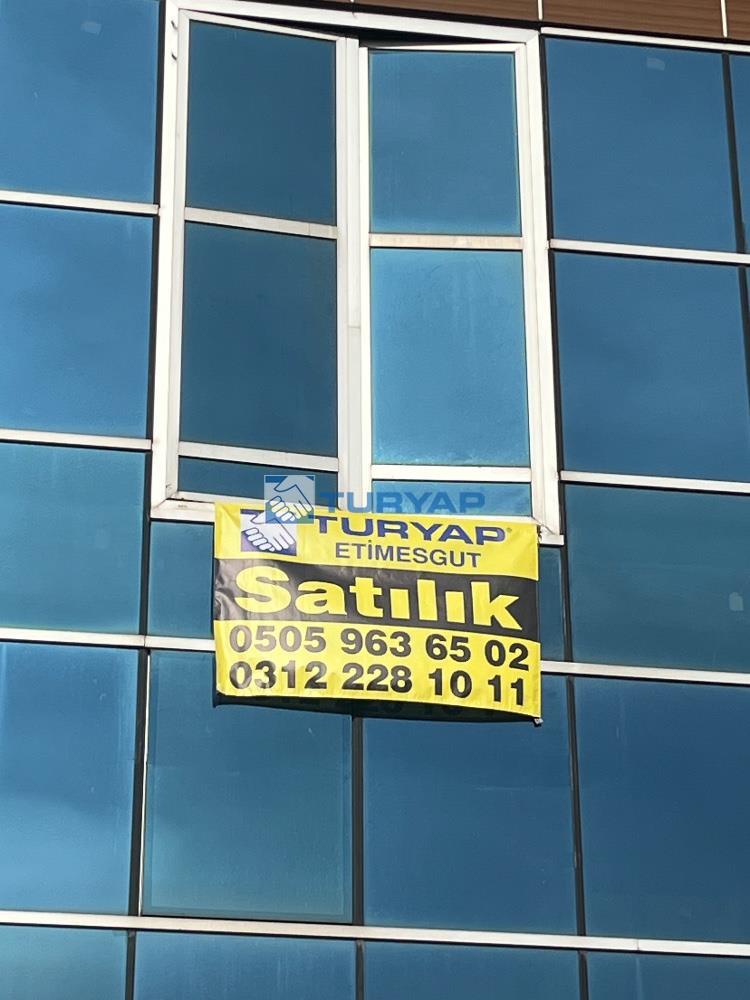 TURYAP
TURYAP®
ETİMESGUT
Satılık
0505 963 65 02
0312 228 10 11